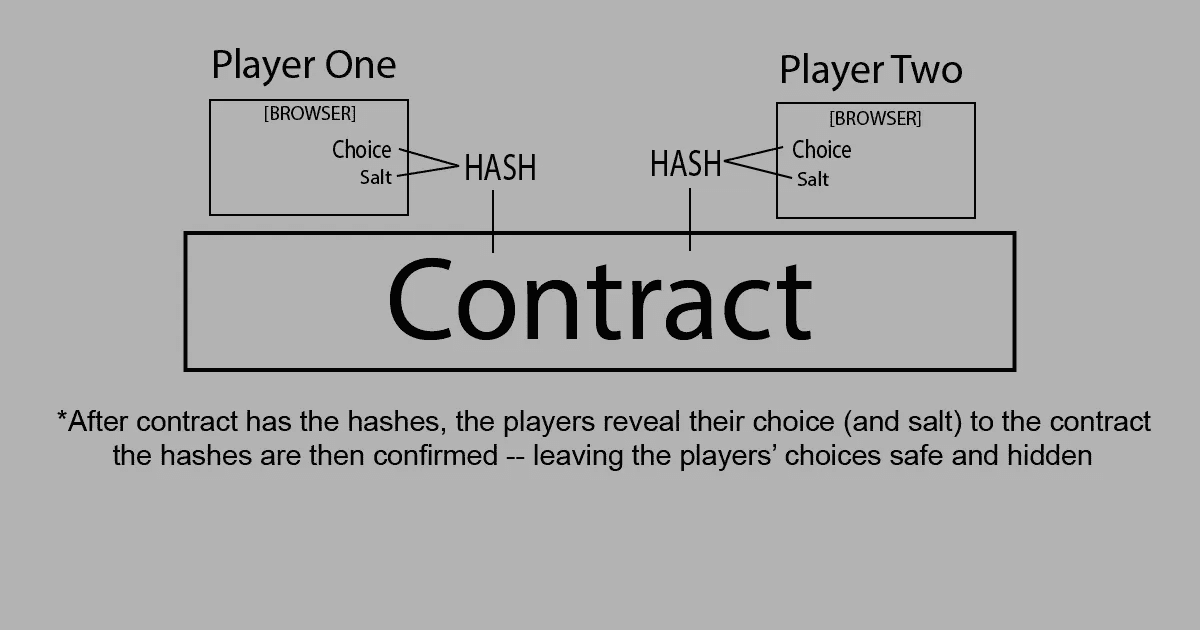 Player One
[BROWSER]
Choice
Salt
HASH
Player Two
[BROWSER]
HASH
Choice
Salt
Contract
*After contract has the hashes, the players reveal their choice (and salt) to the contract
the hashes are then confirmed -- leaving the players’ choices safe and hidden